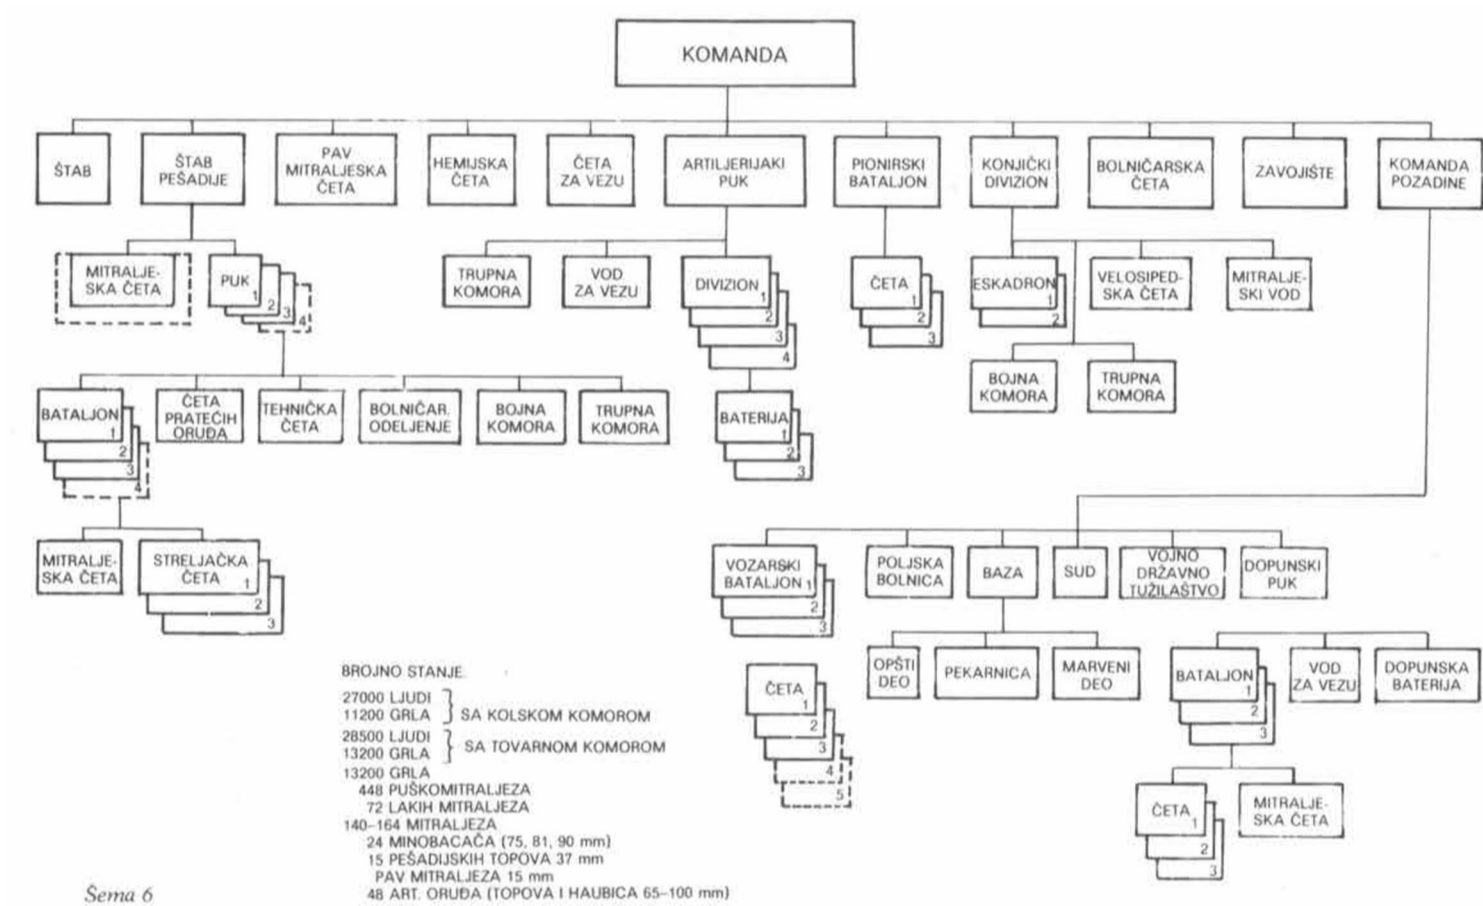 KOMANDA
ŠTAB
ŠTAB
PEŠADIJE
PAV
MITRALJESKA
ČETA
HEMIJSKA
ČETA
ČETA
ZA VEZU
ARTILJERIJAKI
PUK
PIONIRSKI
BATALJON
KONJIČKI
DIVIZION
BOLNIČARSKA
ČETA
ZAVOJIŠTE
KOMANDA
POZADINE
MITRALJE-
SKA ČETA
PUK
1
2
3
4
TRUPNA
KOMORA
VOD
ZA VEZU
DIVIZION
1
2
3
4
ČETA
1
2
3
ESKADRON
1
2
VELOSIPED-
SKA ČETA
MITRALJE-
SKI VOD
BOJNA
KOMORA
TRUPNA
KOMORA
BATALJON
1
2
3
4
ČETA
PRATEĆIH
ORUĐA
TEHNIČKA
ČETA
BOLNIČAR.
ODELJENJE
BOJNA
KOMORA
TRUPNA
KOMORA
BATERIJA
1
2
3
MITRALJE-
SKA ČETA
STRELJAČKA
ČETA
1
2
3
VOZARSKI
BATALJON 1
2
3
POLJSKA
BOLNICA
BAZA
SUD
VOJNO
DRŽAVNO
TUŽILAŠTVO
DOPUNSKI
PUK
OPŠTI
DEO
PEKARNICA
MARVENI
DEO
BATALJON
1
2
3
VOD
ZA VEZU
DOPUNSKA
BATERIJA
ČETA
1
2
3
4
5
ČETA
1
2
3
MITRALJE-
SKA ČETA
BROJNO STANJE
27000 LJUDI
11200 GRLA SA KOLSKOM KOMOROM
28500 LJUDI
13200 GRLA SA TOVARNOM KOMOROM
13200 GRLA
448 PUŠKOMITRALJEZA
72 LAKIH MITRALJEZA
140–164 MITRALJEZA
24 MINOBACAČA (75, 81, 90 mm)
15 PEŠADIJSKIH TOPOVA 37 mm
PAV MITRALJEZA 15 mm
48 ART. ORUĐA (TOPOVA I HAUBICA 65–100 mm)
Šema 6